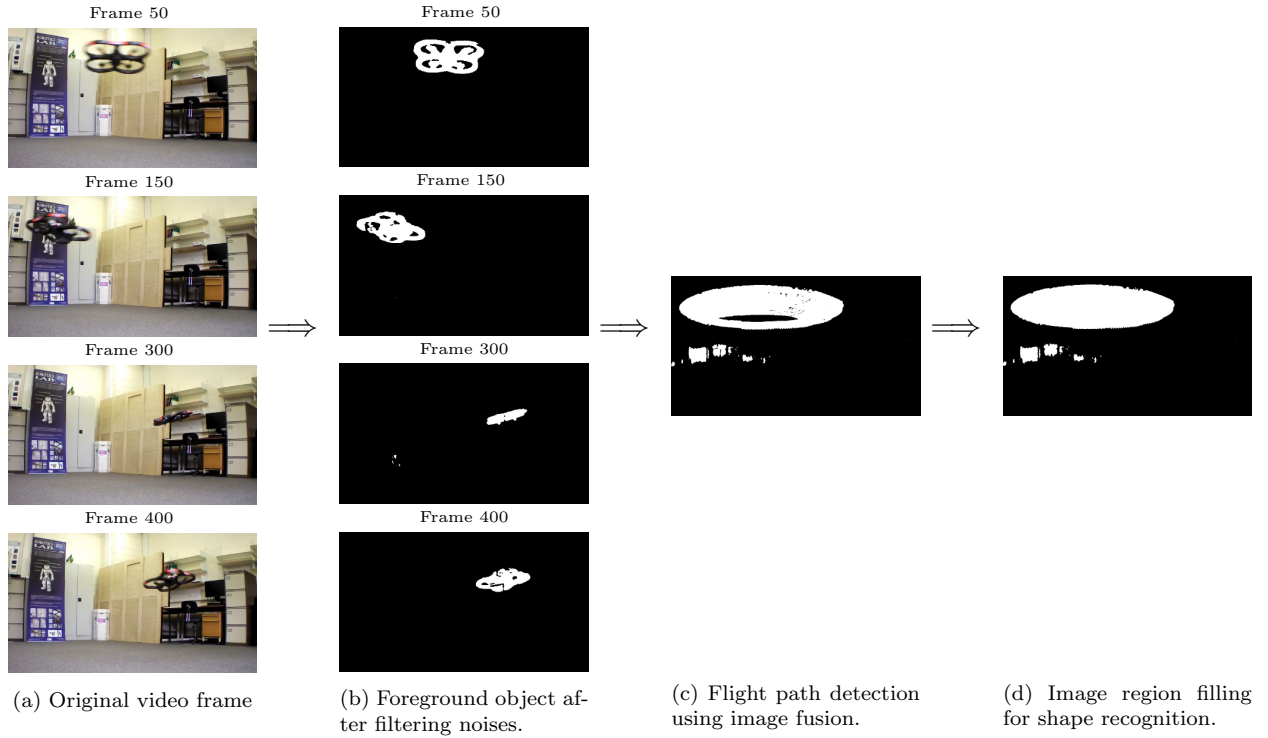 Frame 50
Frame 50
Frame 150
Frame 150
Frame 300
Frame 300
Frame 400
Frame 400
(a) Original video frame
(b) Foreground object af-
ter filtering noises.
(c) Flight path detection
using image fusion.
(d) Image region filling
for shape recognition.